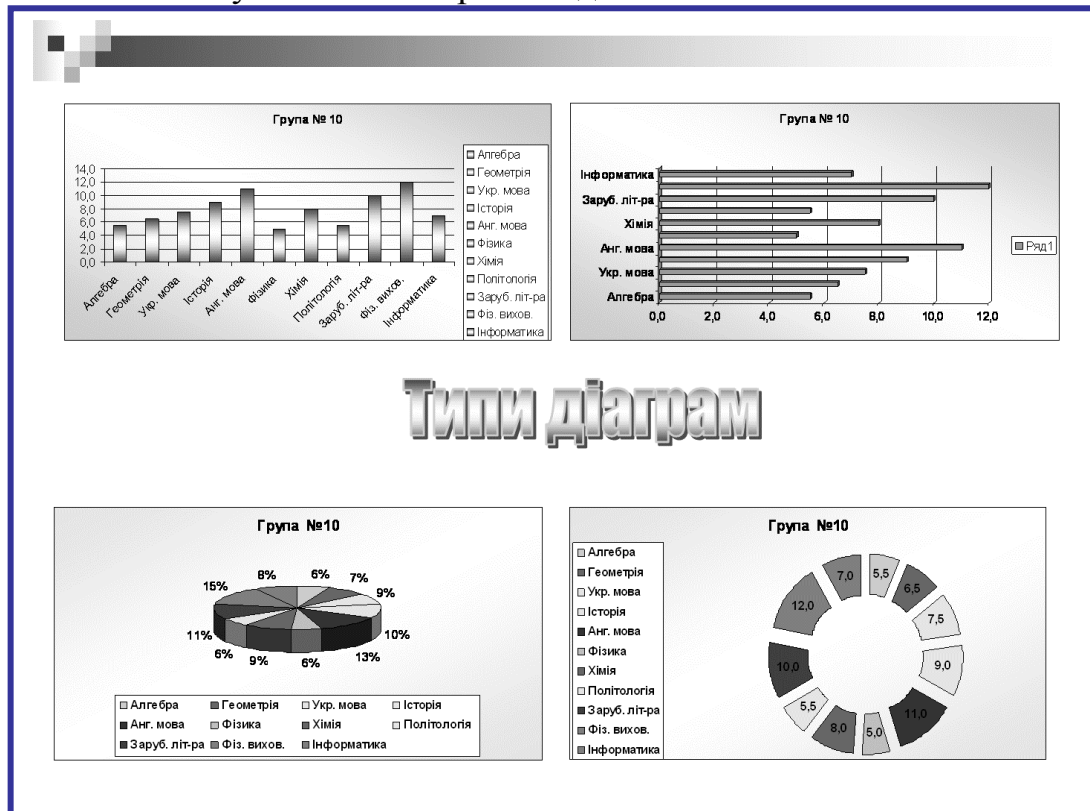 Група № 10
14,0
12,0
10,0
8,0
6,0
4,0
2,0
0,0
Алгебра
Геометрія
Укр. мова
Історія
Анг. мова
Фізика
Хімія
Політологія
Заруб. літ-ра
Фіз. вихов.
Інформатика
Алгебра
Геометрія
Укр. мова
Історія
Анг. мова
Фізика
Хімія
Політологія
Заруб. літ-ра
Фіз. вихов.
Інформатика
Група № 10
Інформатика
Заруб. літ-ра
Хімія
Анг. мова
Укр. мова
Алгебра
0,0 2,0 4,0 6,0 8,0 10,0 12,0
Ряд1
Типи діаграм
Група №10
6%
7%
9%
10%
13%
6%
9%
6%
11%
15%
8%
Алгебра Геометрія Укр. мова Історія
Анг. мова Фізика Хімія Політологія
Заруб. літ-ра Фіз. вихов. Інформатика
Група №10
Алгебра
Геометрія
Укр. мова
Історія
Анг. мова
Фізика
Хімія
Політологія
Заруб. літ-ра
Фіз. вихов.
Інформатика
5,5
6,5
7,5
9,0
11,0
5,0
8,0
5,5
10,0
12,0
7,0